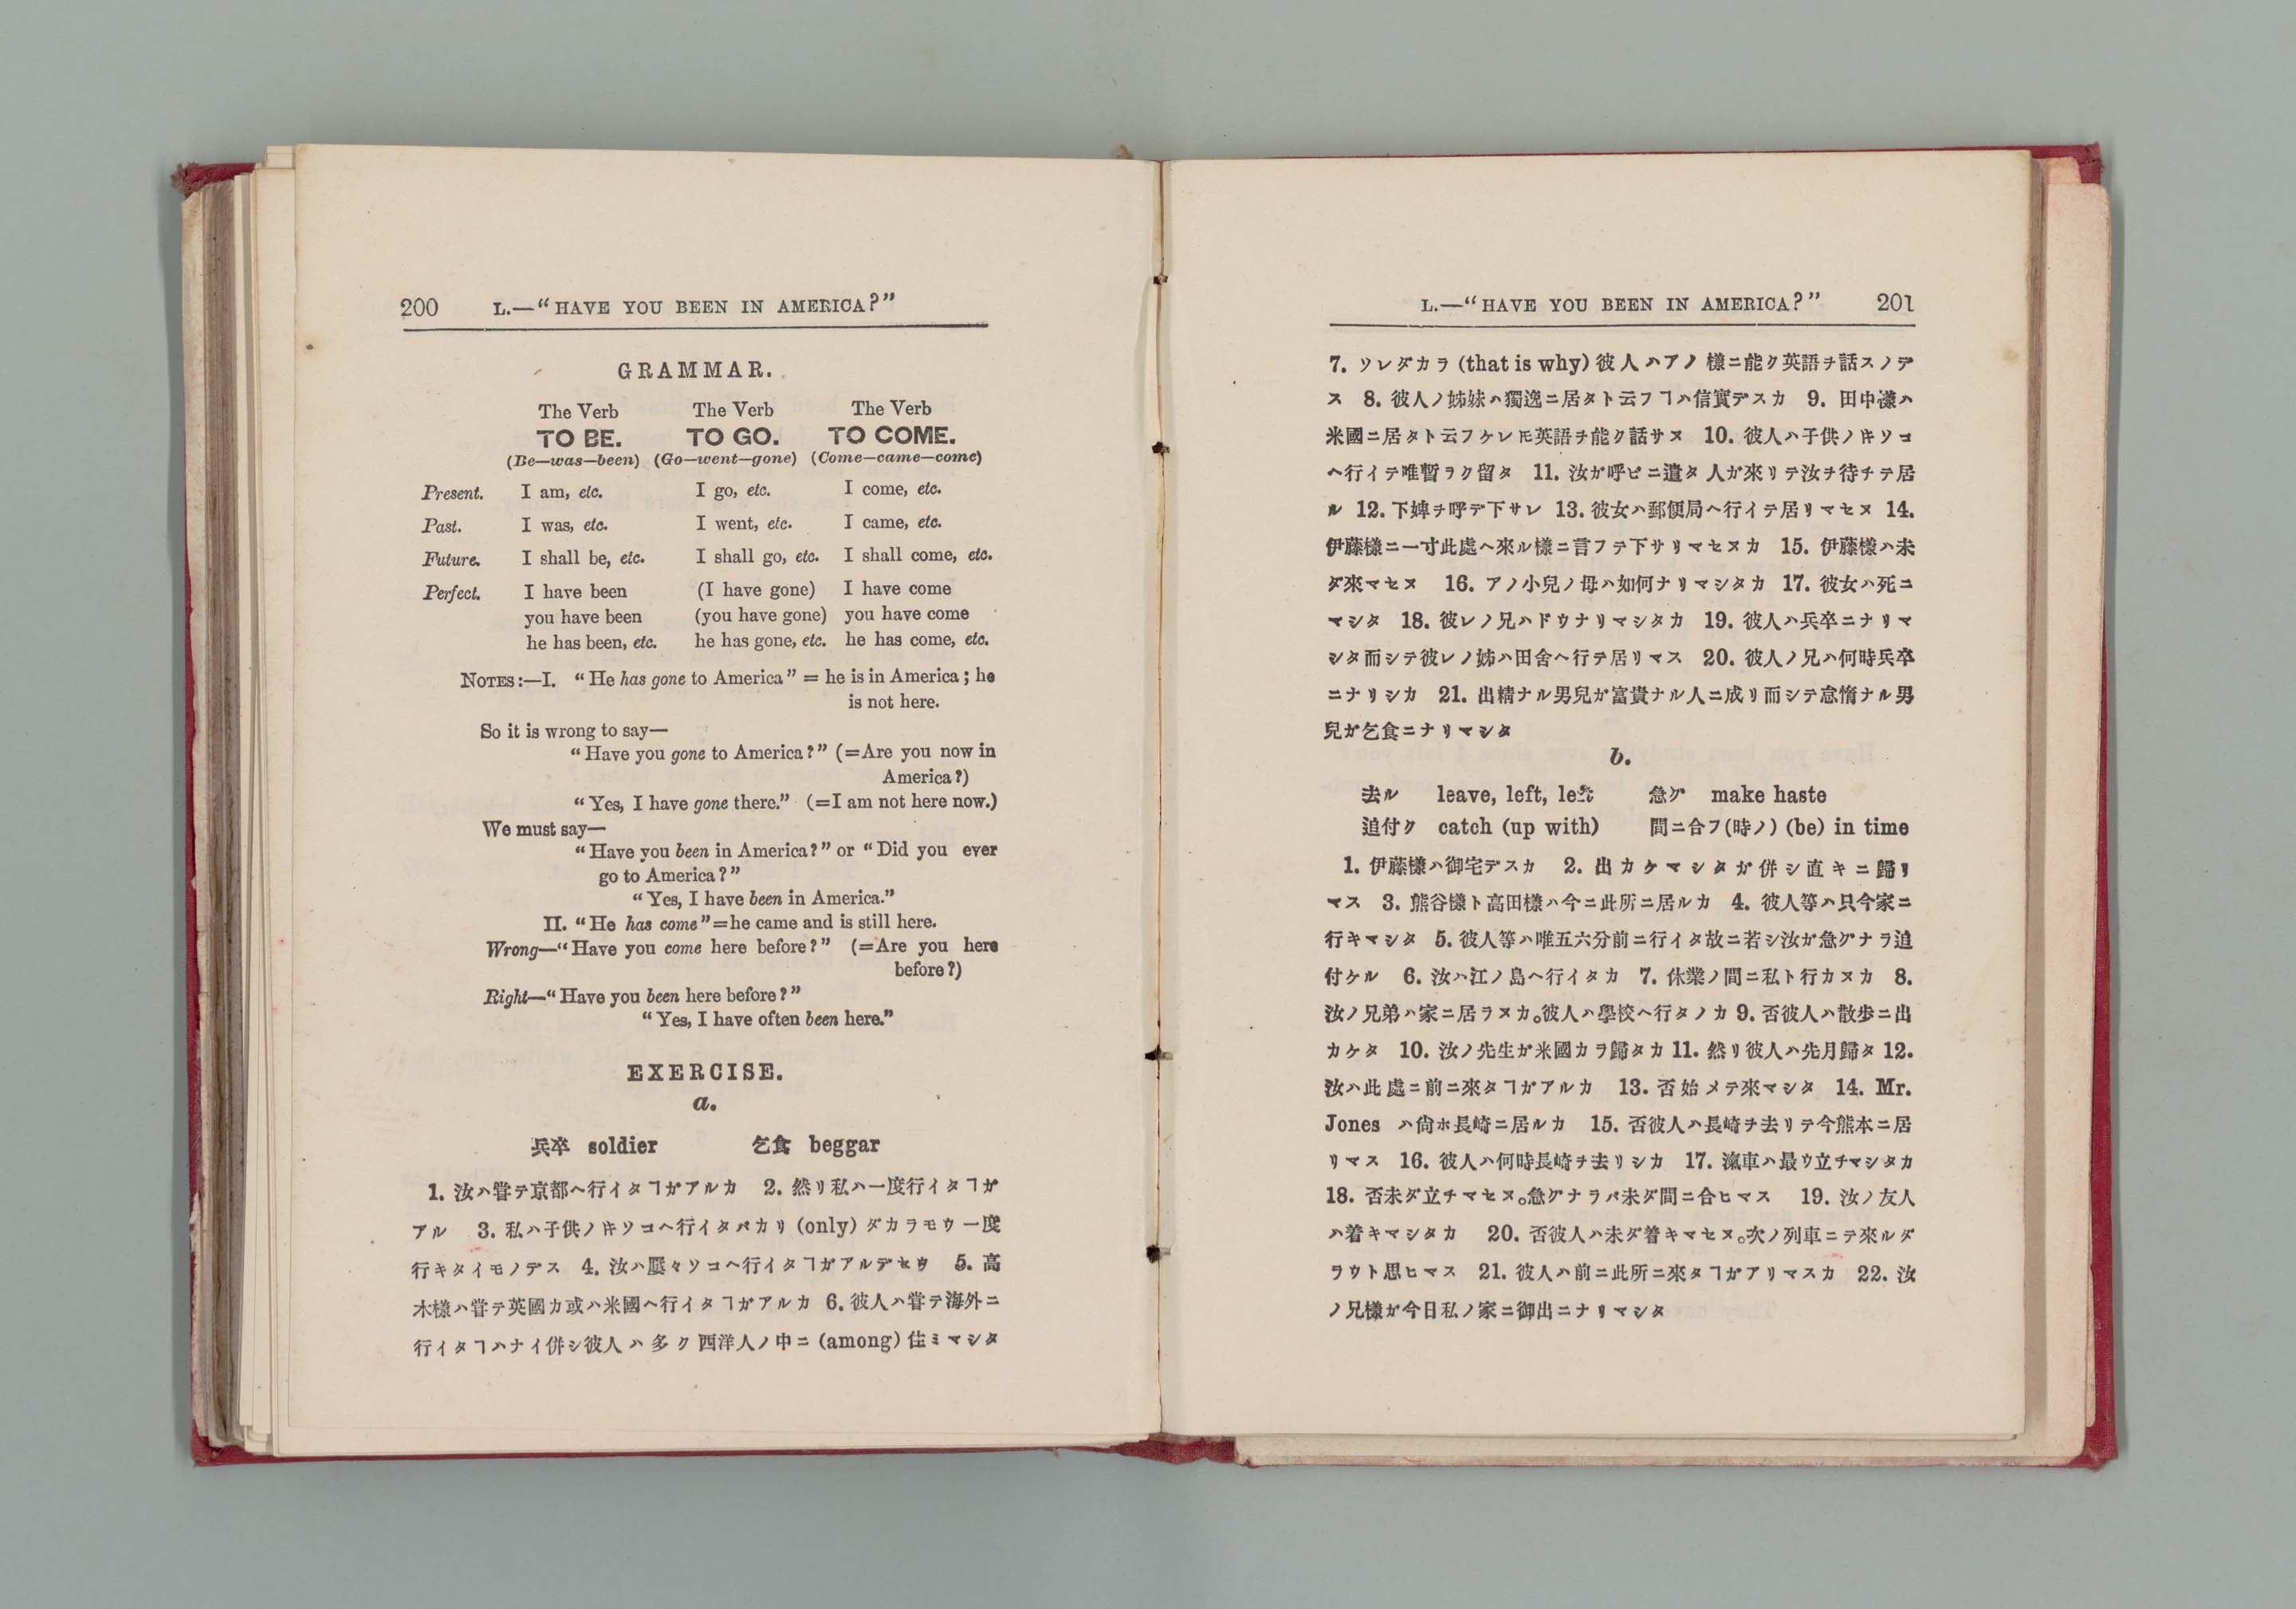 200 L.—“HAVE YOU BEEN IN AMERICA?”
GRAMMAR.
The Verb The Verb The Verb
TO BE. TO GO. TO COME.
(Be—was—been) (Go—went—gone) (Come—came—come)
Present. I am, etc. I go, etc. I come, etc.
Past. I was, etc. I went, etc. I came, etc.
Future. I shall be, etc. I shall go, etc. I shall come, etc.
Perfect. I have been (I have gone) I have come
you have been (you have gone) you have come
he has been, etc. he has gone, etc. he has come, etc.
NOTES:—I. “He has gone to America” = he is in America; he
is not here.
So it is wrong to say—
“Have you gone to America?” (=Are you now in
America?)
“Yes, I have gone there.” (=I am not here now.)
We must say—
“Have you been in America?” or “Did you ever
go to America?”
“Yes, I have been in America.”
II. “He has come”=he came and is still here.
Wrong—“Have you come here before?” (=Are you here
before?)
Right—“Have you been here before?”
“Yes, I have often been here.”
EXERCISE.
a.
兵卒 soldier 乞食 beggar
1. 汝ハ嘗テ京都ヘ行イタヿガアルカ 2. 然リ私ハ一度行イタヿガ
アル 3. 私ハ子供ノキソコヘ行イタバカリ (only) ダカラモウ一度
行キタイモノデス 4. 汝ハ屢々ソコヘ行イタヿガアルデセウ 5. 高
木樣ハ嘗テ英國カ或ハ米國ヘ行イタヿガアルカ 6. 彼人ハ嘗テ海外ニ
行イタヿハナイ併シ彼人ハ多ク西洋人ノ中ニ (among) 住ミマシタ
L.—“HAVE YOU BEEN IN AMERICA?” 201
7. ソレダカラ (that is why) 彼人ハアノ樣ニ能ク英語ヲ話スノデ
ス 8. 彼人ノ姊妹ハ獨逸ニ居タト云フヿハ信實デスカ 9. 田中樣ハ
米國ニ居タト云フケレ𪜈英語ヲ能ク話サヌ 10. 彼人ハ子供ノキソコ
ヘ行イテ唯暫ラク留タ 11. 汝ガ呼ビニ遣タ人ガ來リテ汝ヲ待チテ居
ル 12. 下婢ヲ呼デ下サレ 13. 彼女ハ郵便局ヘ行イテ居リマセヌ 14.
伊藤樣ニ一寸此處ヘ來ル樣ニ言フテ下サリマセヌカ 15. 伊藤樣ハ未
ダ來マセヌ 16. アノ小兒ノ母ハ如何ナリマシタカ 17. 彼女ハ死ニ
マシタ 18. 彼レノ兄ハドウナリマシタカ 19. 彼人ハ兵卒ニナリマ
シタ而シテ彼レノ姊ハ田舍ヘ行テ居リマス 20. 彼人ノ兄ハ何時兵卒
ニナリシカ 21. 出精ナル男兒ガ富貴ナル人ニ成リ而シテ怠惰ナル男
兒ガ乞食ニナリマシタ
b.
去ル leave, left, left 急グ make haste
追付ク catch (up with) 間ニ合フ(時ノ) (be) in time
1. 伊藤樣ハ御宅デスカ 2. 出カケマシタガ併シ直キニ歸リ
マス 3. 熊谷樣ト高田樣ハ今ニ此所ニ居ルカ 4. 彼人等ハ只今家ニ
行キマシタ 5. 彼人等ハ唯五六分前ニ行イタ故ニ若シ汝ガ急グナラ追
付ケル 6. 汝ハ江ノ島ヘ行イタカ 7. 休業ノ間ニ私ト行カヌカ 8.
汝ノ兄弟ハ家ニ居ラヌカ。彼人ハ學校ヘ行タノカ 9. 否彼人ハ散歩ニ出
カケタ 10. 汝ノ先生ガ米國カラ歸タカ 11. 然リ彼人ハ先月歸タ 12.
汝ハ此處ニ前ニ來タヿガアルカ 13. 否始メテ來マシタ 14. Mr.
Jones ハ尙ホ長崎ニ居ルカ 15. 否彼人ハ長崎ヲ去リテ今熊本ニ居
リマス 16. 彼人ハ何時長崎ヲ去リシカ 17. 滊車ハ最ウ立チマシタカ
18. 否未ダ立チマセヌ。急グナラバ未ダ間ニ合ヒマス 19. 汝ノ友人
ハ着キマシタカ 20. 否彼人ハ未ダ着キマセヌ。次ノ列車ニテ來ルダ
ラウト思ヒマス 21. 彼人ハ前ニ此所ニ來タヿガアリマスカ 22. 汝
ノ兄樣ガ今日私ノ家ニ御出ニナリマシタ